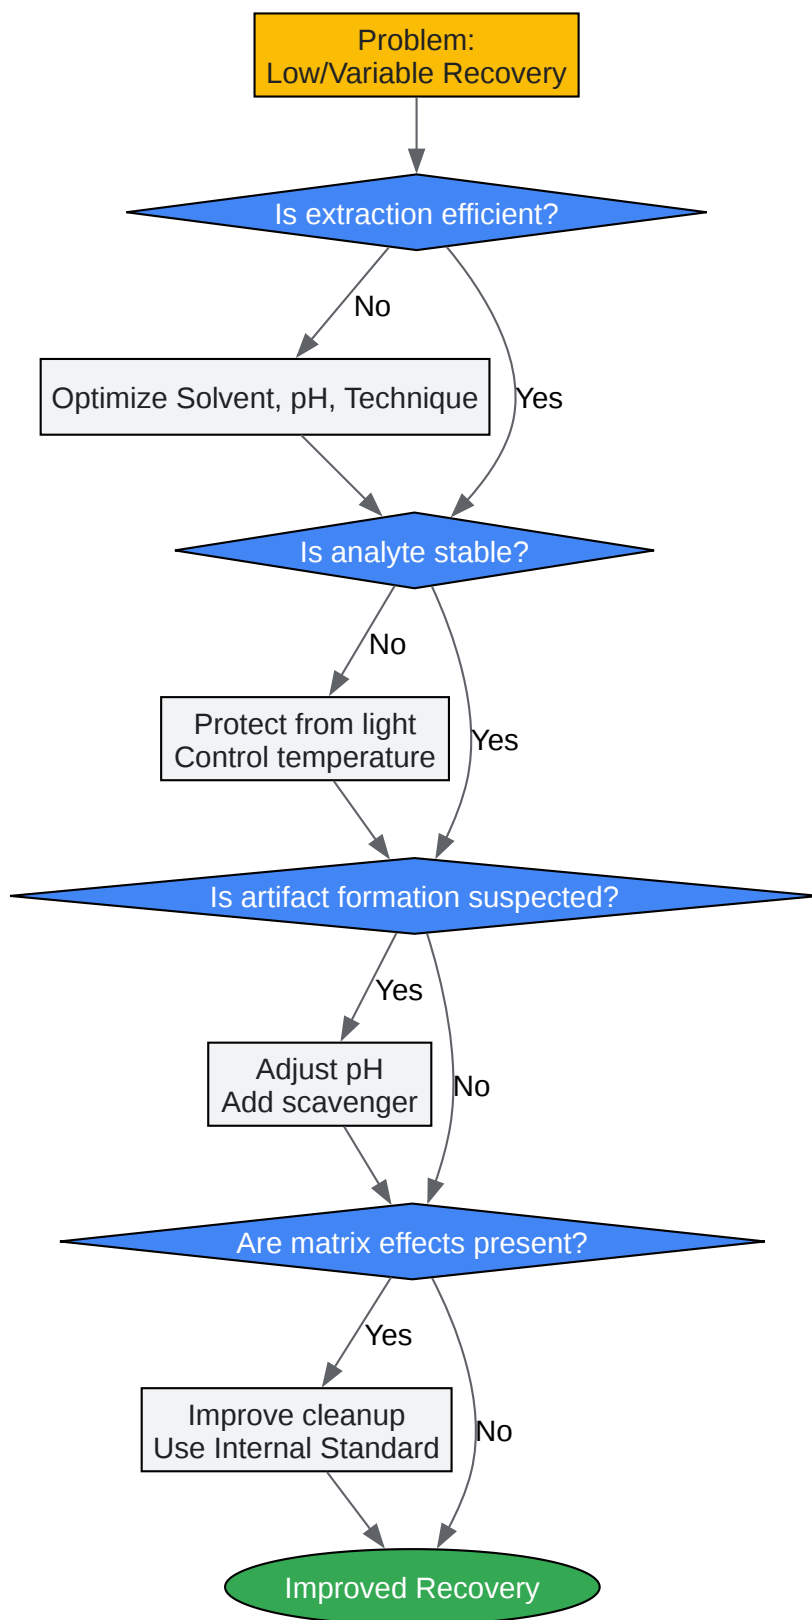 Problem:
Low/Variable Recovery
Is extraction efficient?
No
Optimize Solvent, pH, Technique
Yes
Is analyte stable?
No
Protect from light
Control temperature
Yes
Is artifact formation suspected?
Yes
Adjust pH
Add scavenger
No
Are matrix effects present?
Yes
Improve cleanup
Use Internal Standard
No
Improved Recovery